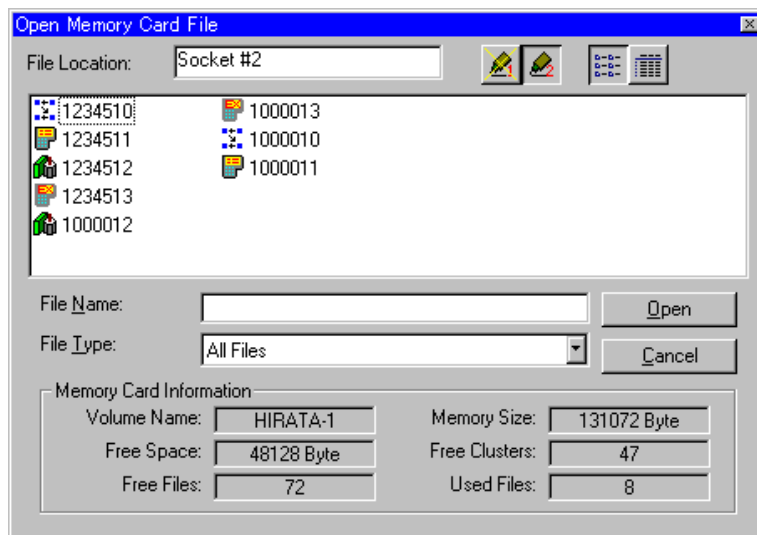 Open Memory Card File
File Location: Socket #2
1 2
1234510 1000013
1234511 1000010
1234512 1000011
1234513
1000012
File Name: Open
File Type: All Files Cancel
Memory Card Information
Volume Name: HIRATA-1 Memory Size: 131072 Byte
Free Space: 48128 Byte Free Clusters: 47
Free Files: 72 Used Files: 8